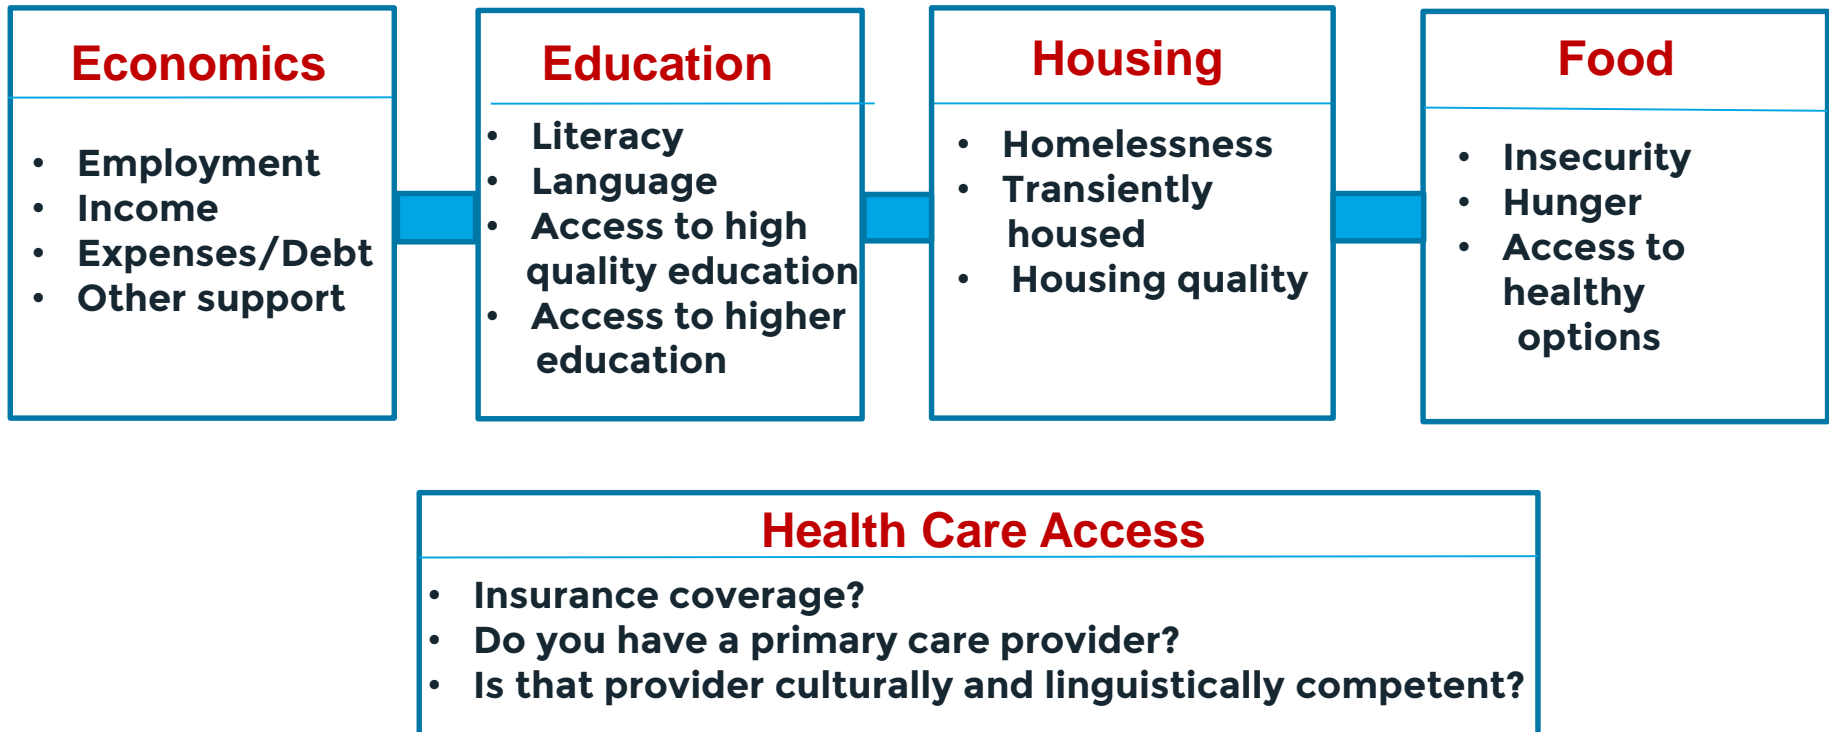 Economics
• Employment
• Income
• Expenses/Debt
• Other support
Education
• Literacy
• Language
• Access to high
quality education
• Access to higher
education
Housing
• Homelessness
• Transiently
housed
• Housing quality
Food
• Insecurity
• Hunger
• Access to
healthy
options
Health Care Access
• Insurance coverage?
• Do you have a primary care provider?
• Is that provider culturally and linguistically competent?